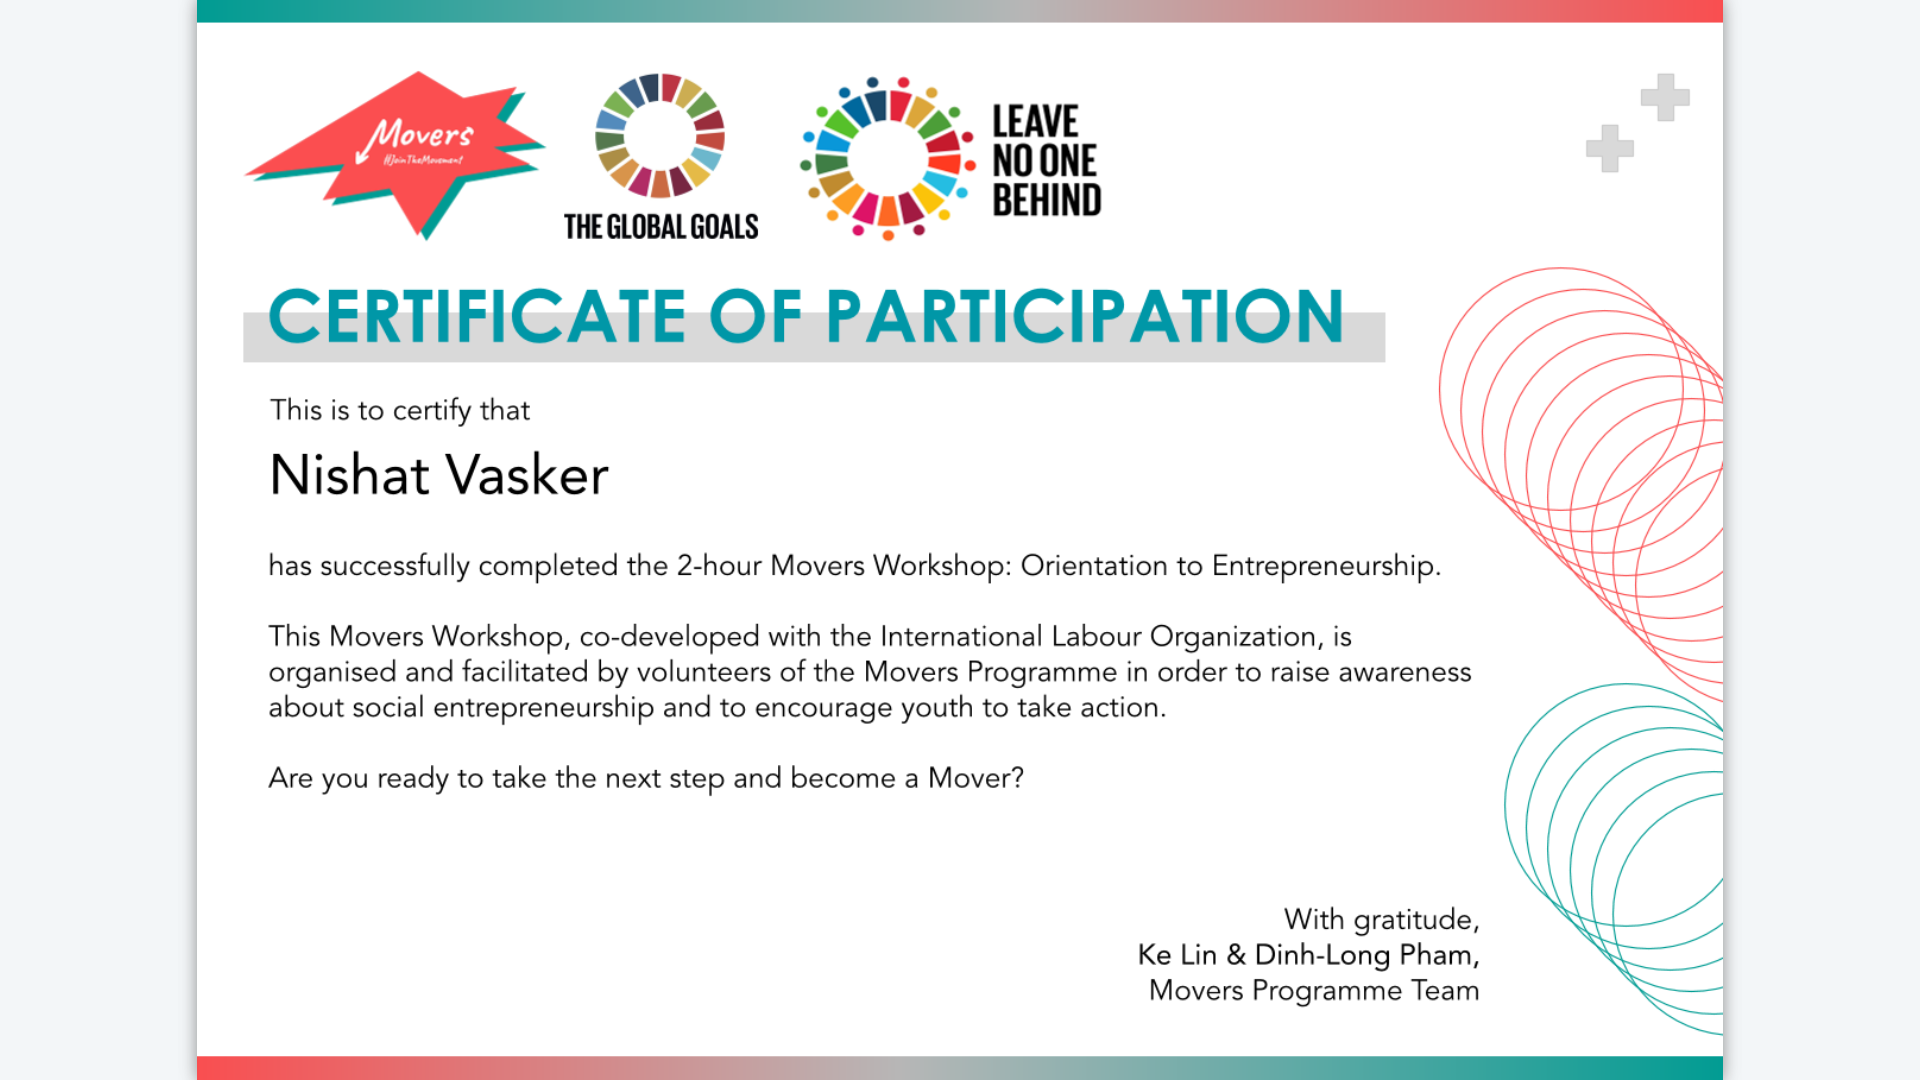 Movers
#JoinTheMovement
THE GLOBAL GOALS
LEAVE
NO ONE
BEHIND
CERTIFICATE OF PARTICIPATION
This is to certify that
Nishat Vasker
has successfully completed the 2-hour Movers Workshop: Orientation to Entrepreneurship.
This Movers Workshop, co-developed with the International Labour Organization, is
organised and facilitated by volunteers of the Movers Programme in order to raise awareness
about social entrepreneurship and to encourage youth to take action.
Are you ready to take the next step and become a Mover?
With gratitude,
Ke Lin & Dinh-Long Pham,
Movers Programme Team